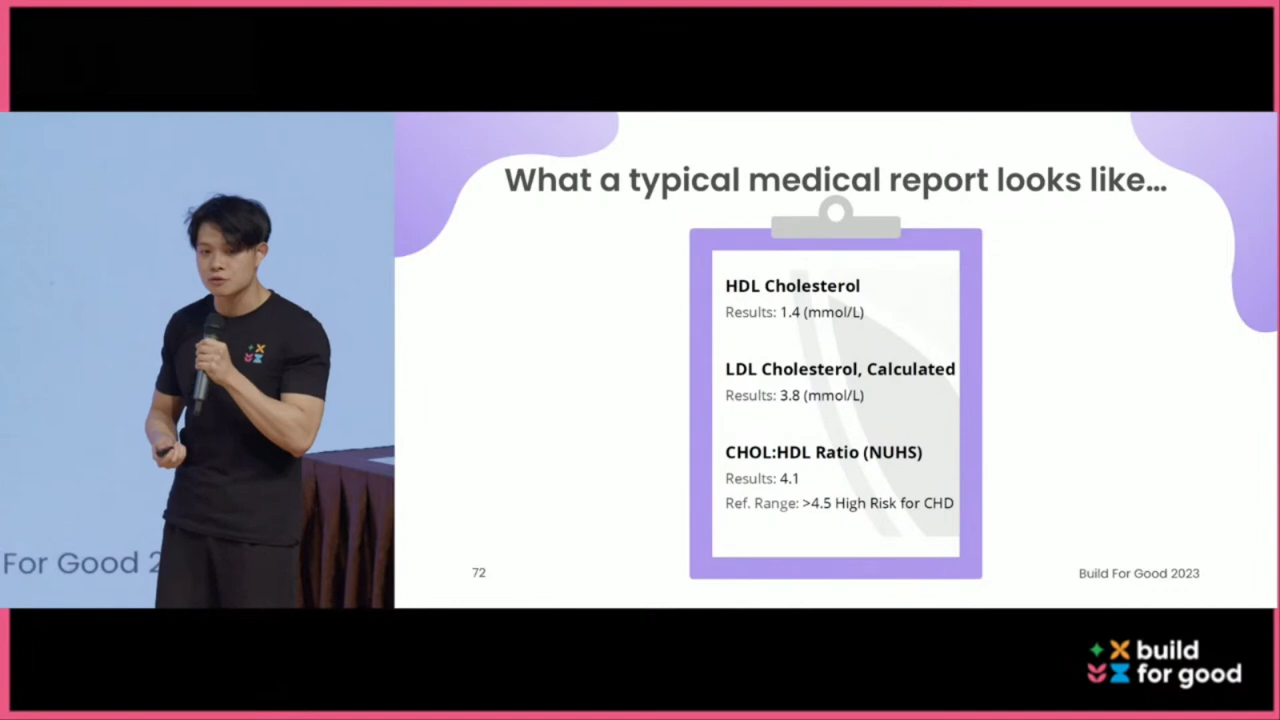 What a typical medical report looks like…
HDL Cholesterol
Results: 1.4 (mmol/L)
LDL Cholesterol, Calculated
Results: 3.8 (mmol/L)
CHOL:HDL Ratio (NUHS)
Results: 4.1
Ref. Range: >4.5 High Risk for CHD
For Good 2
72
Build For Good 2023
build
for good